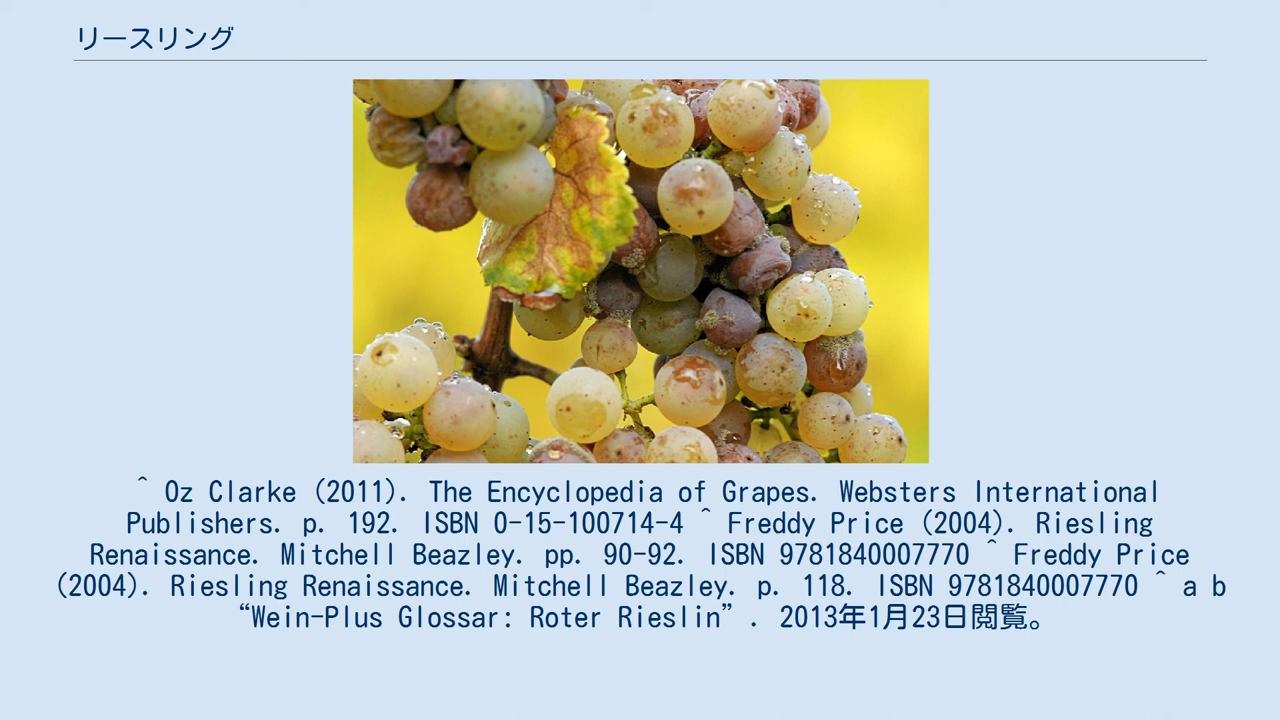 リースリング
^ Oz Clarke (2011). The Encyclopedia of Grapes. Websters International
Publishers. p. 192. ISBN 0-15-100714-4 ^ Freddy Price (2004). Riesling
Renaissance. Mitchell Beazley. pp. 90-92. ISBN 9781840007770 ^ Freddy Price
(2004). Riesling Renaissance. Mitchell Beazley. p. 118. ISBN 9781840007770 ^ a b
“Wein-Plus Glossar: Roter Rieslin”. 2013年1月23日閲覧。